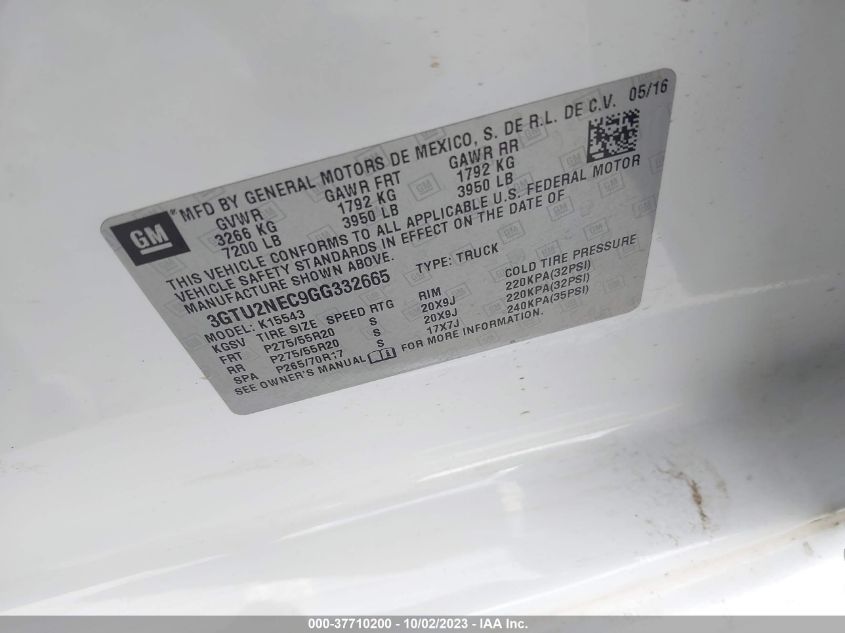 GM
MFD BY GENERAL MOTORS DE MEXICO, S. DE R.L. DE C.V. 05/16
GVWR GAWR FRT GAWR RR
3266 KG 1792 KG 1792 KG
7200 LB 3950 LB 3950 LB
THIS VEHICLE CONFORMS TO ALL APPLICABLE U.S. FEDERAL MOTOR
VEHICLE SAFETY STANDARDS IN EFFECT ON THE DATE OF
MANUFACTURE SHOWN ABOVE.
3GTU2NEC9GG332665 TYPE: TRUCK
MODEL: K15543
KGSV TIRE SIZE SPEED RTG RIM COLD TIRE PRESSURE
FRT P275/55R20 S 20X9J 220KPA(32PSI)
RR P275/55R20 S 20X9J 220KPA(32PSI)
SPA P265/70R17 S 17X7J 240KPA(35PSI)
SEE OWNER'S MANUAL FOR MORE INFORMATION.
000-37710200 - 10/02/2023 - IAA Inc.